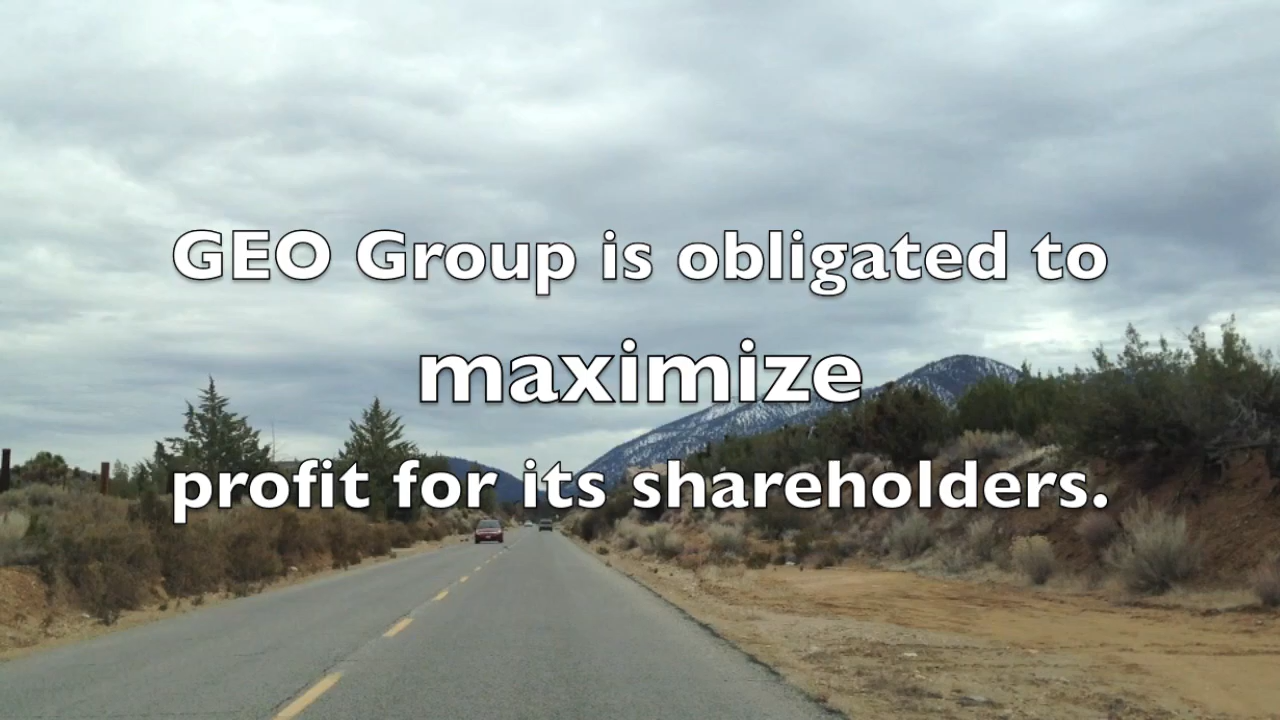 GEO Group is obligated to
maximize
profit for its shareholders.